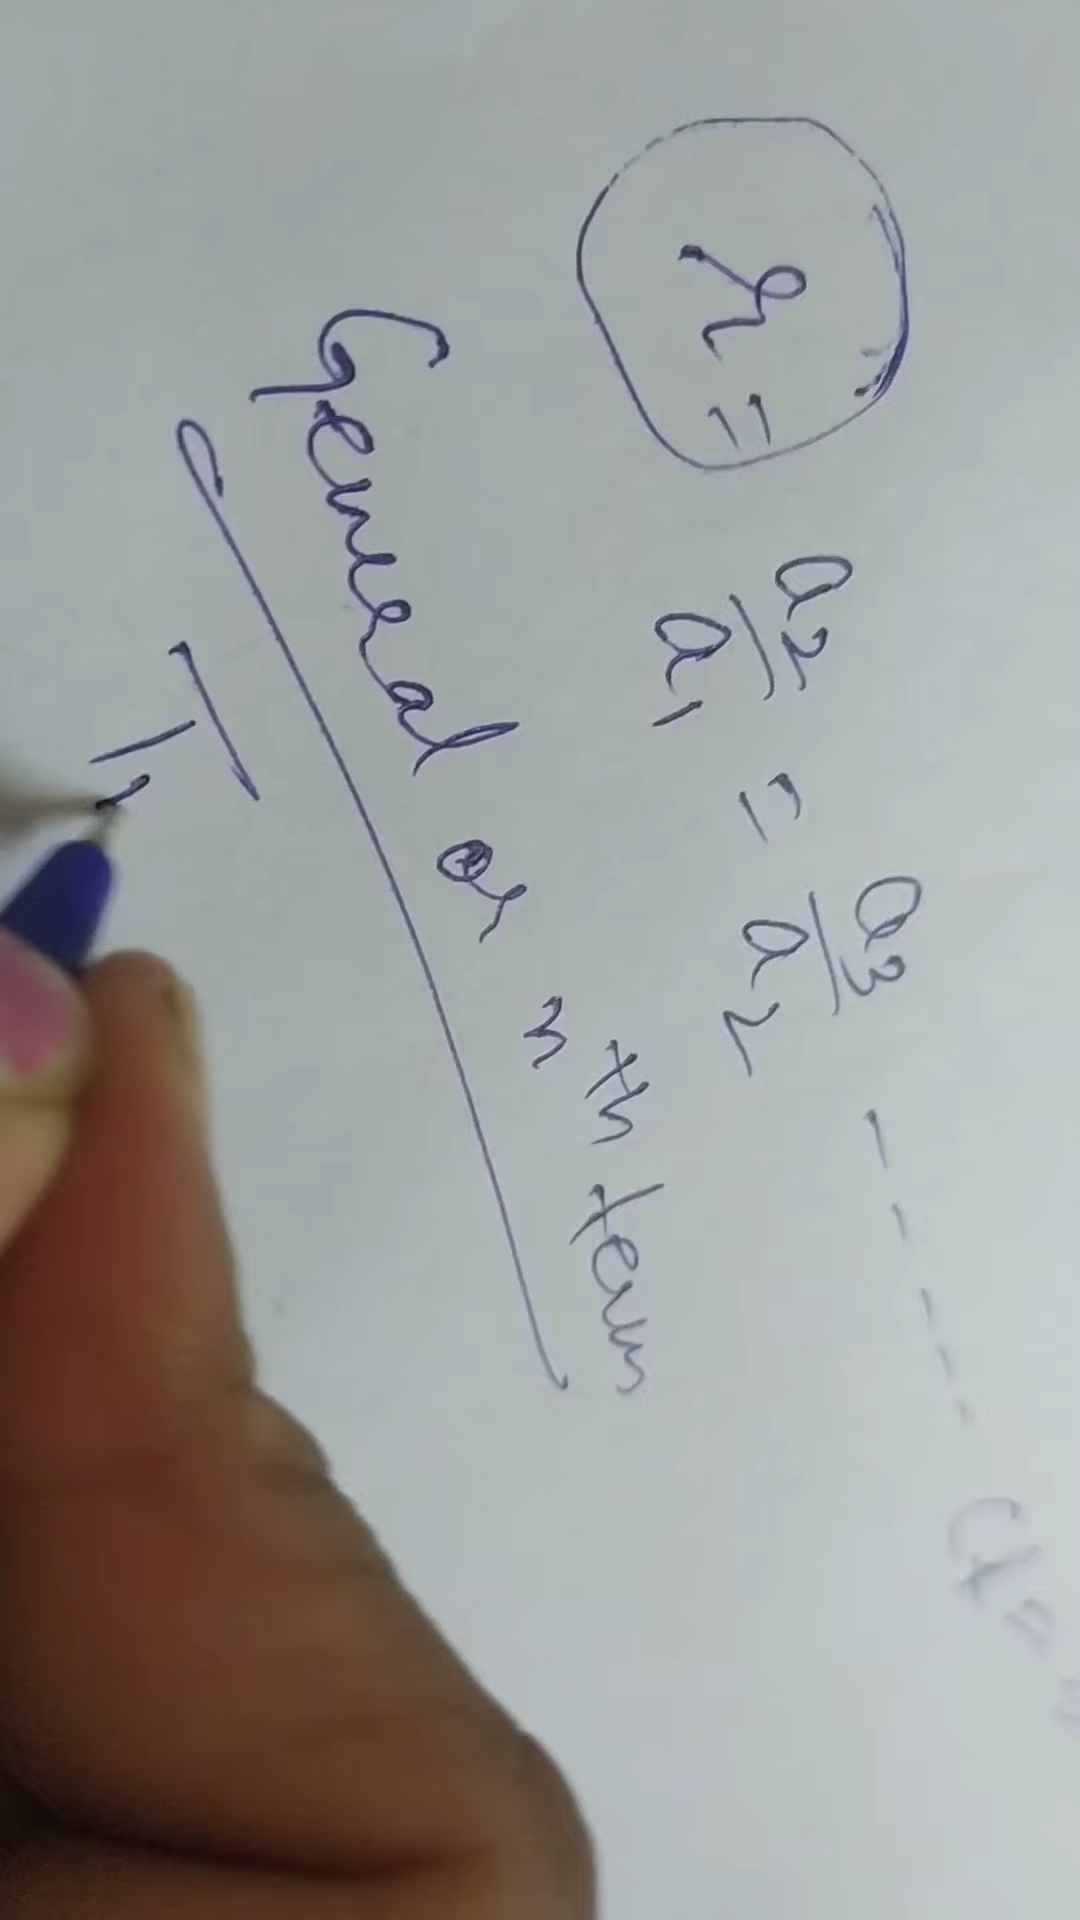 r = a2/a1 = a3/a2 -----
General or nth term
T